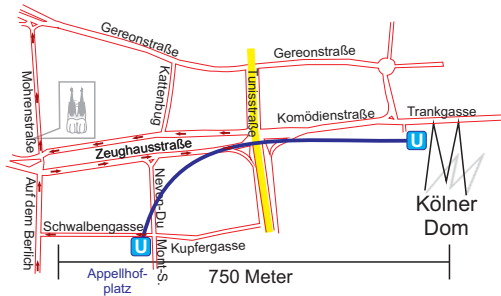 Gereonstraße
Gereonstraße
Mohrenstraße
Kattenbug
Tunisstraße
Komödienstraße
Trankgasse
Zeughausstraße
U
Kölner
Dom
Auf dem Berlich
Neven-Du Mont-S.
Schwalbengasse
U
Kupfergasse
Appellhof-
platz
750 Meter